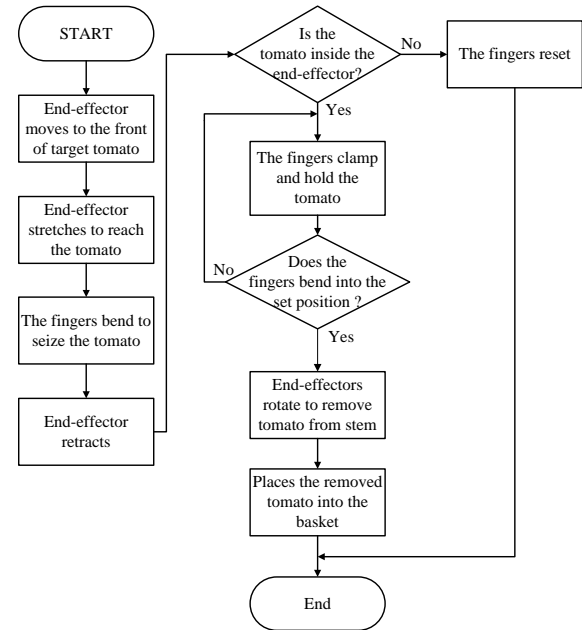 START
End-effector
moves to the front
of target tomato
End-effector
stretches to reach
the tomato
The fingers bend to
seize the tomato
End-effector
retracts
Is the
tomato inside the
end-effector?
No
The fingers reset
Yes
The fingers clamp
and hold the
tomato
Does the
fingers bend into the
set position ?
No
Yes
End-effectors
rotate to remove
tomato from stem
Places the removed
tomato into the
basket
End